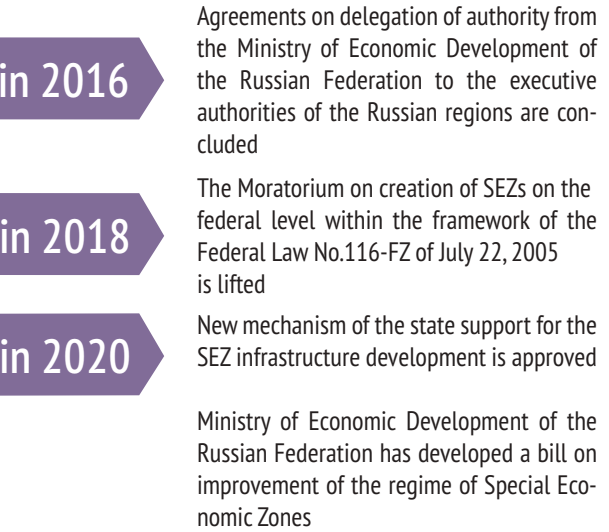 in 2016
Agreements on delegation of authority from
the Ministry of Economic Development of
the Russian Federation to the executive
authorities of the Russian regions are con-
cluded
in 2018
The Moratorium on creation of SEZs on the
federal level within the framework of the
Federal Law No.116-FZ of July 22, 2005
is lifted
in 2020
New mechanism of the state support for the
SEZ infrastructure development is approved
Ministry of Economic Development of the
Russian Federation has developed a bill on
improvement of the regime of Special Eco-
nomic Zones